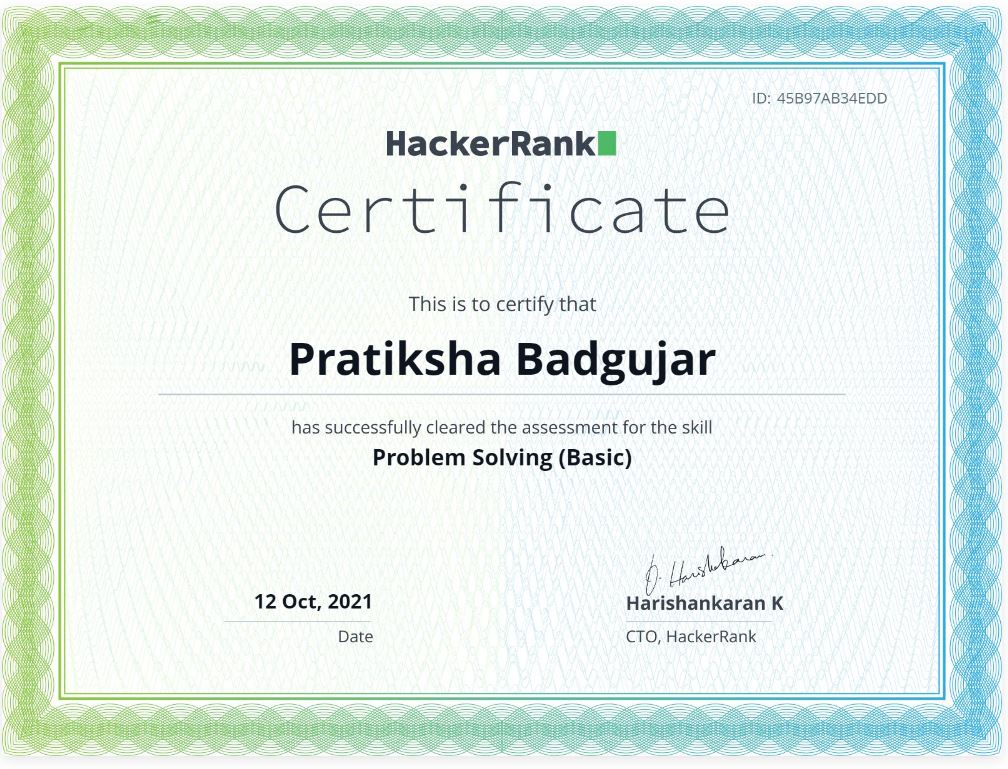 ID: 45B97AB34EDD
HackerRank
Certificate
This is to certify that
Pratiksha Badgujar
has successfully cleared the assessment for the skill
Problem Solving (Basic)
12 Oct, 2021
Date
Harishankaran K
CTO, HackerRank